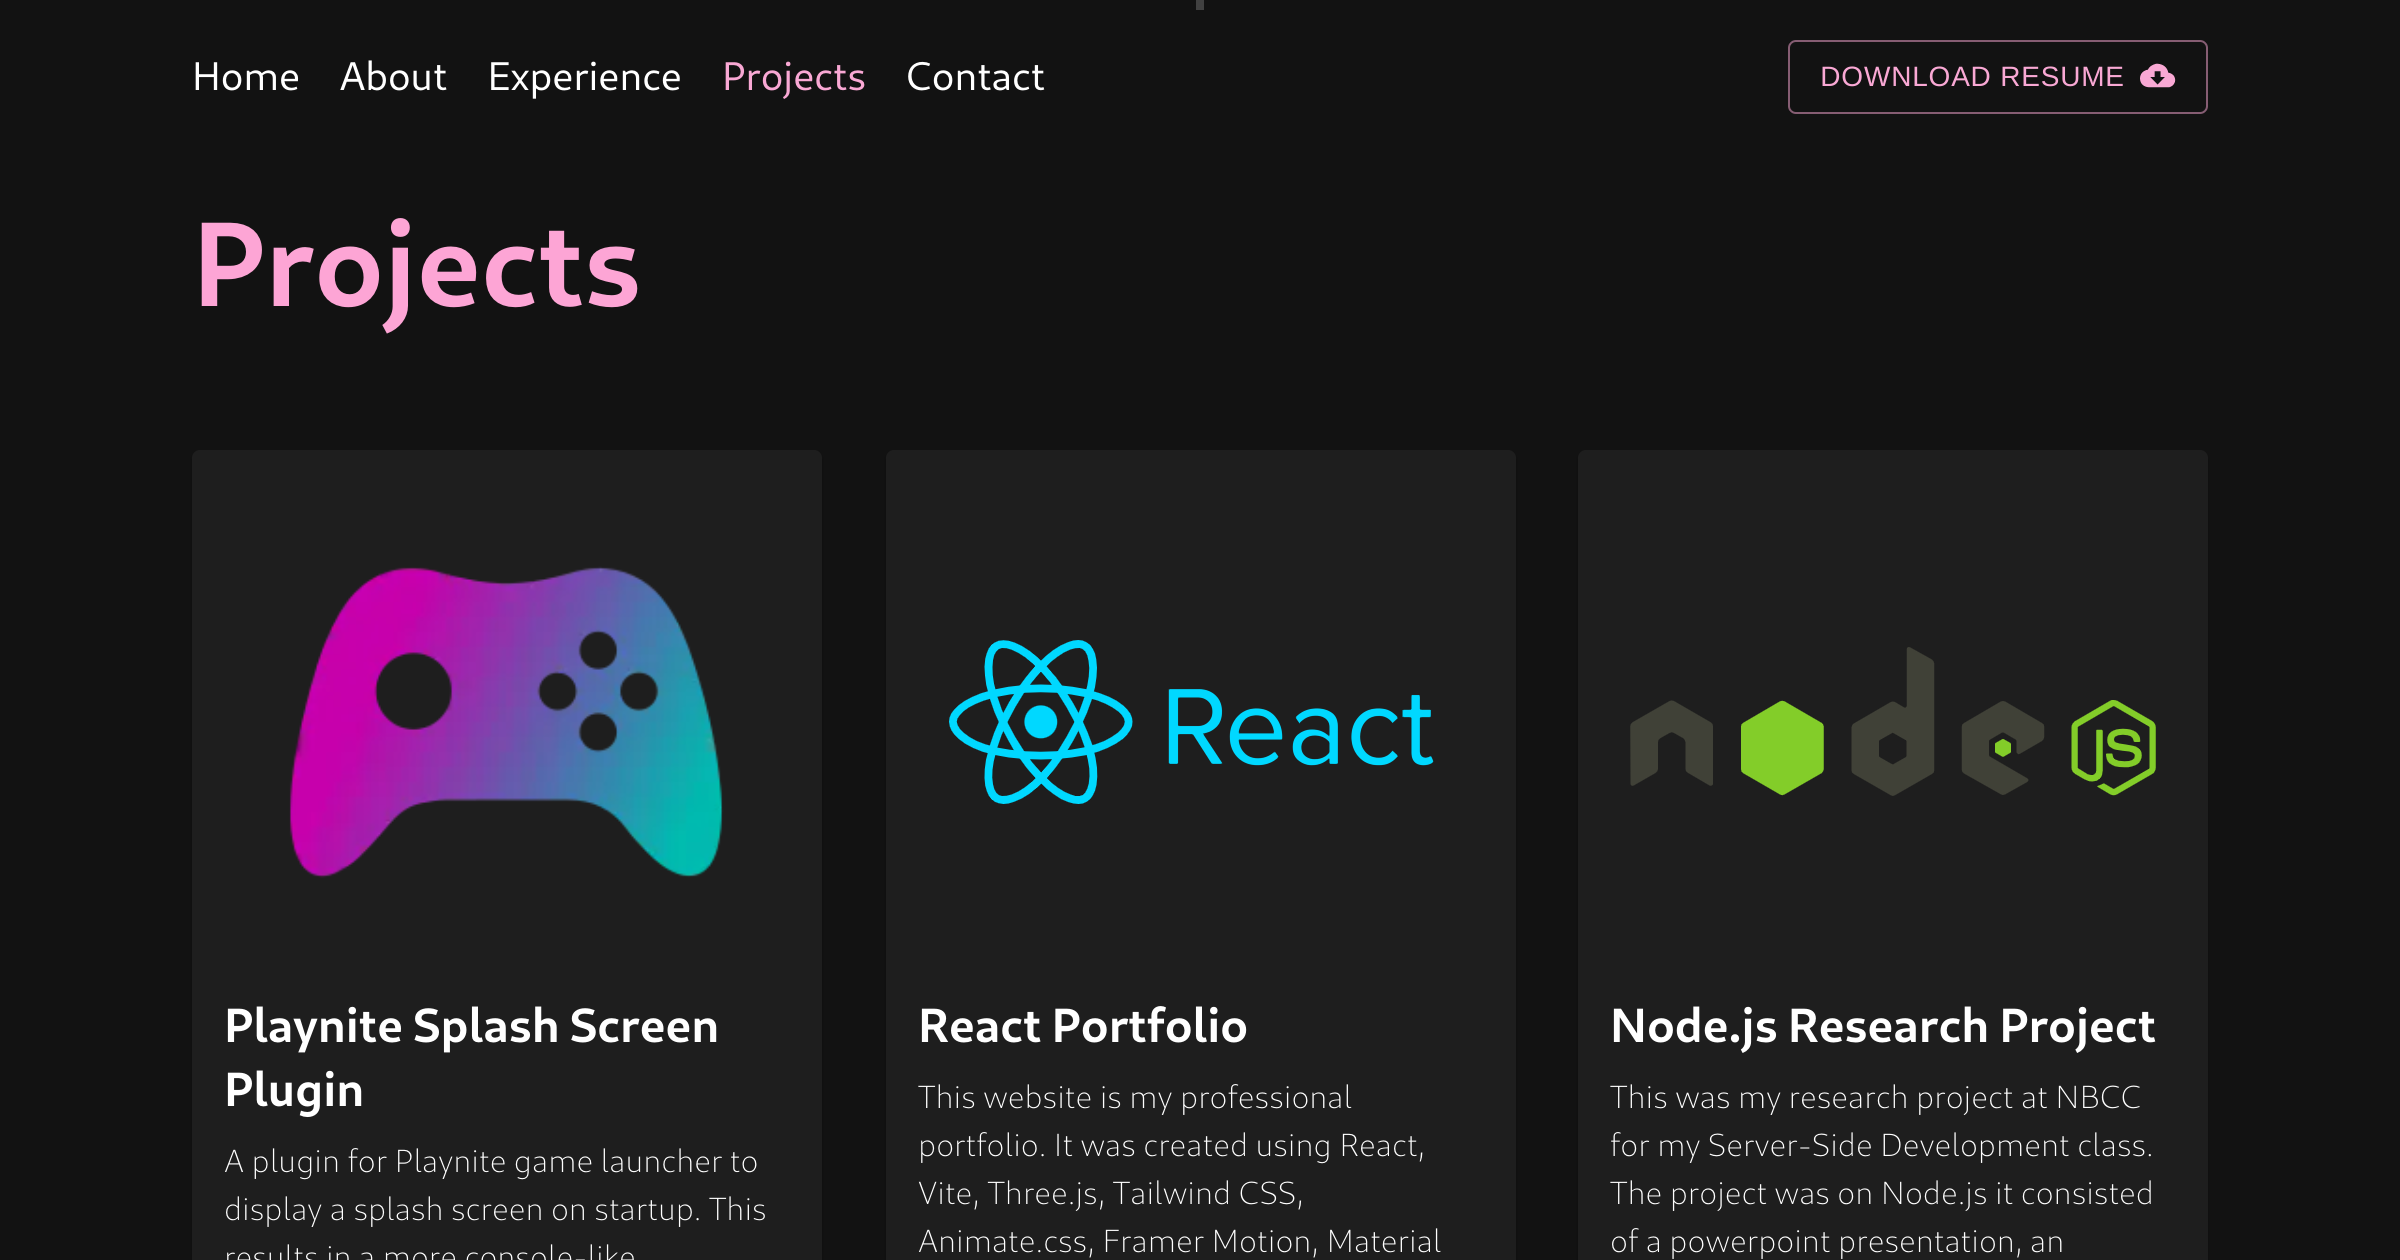 Home About Experience Projects Contact DOWNLOAD RESUME
Projects
React
node JS
Playnite Splash Screen
Plugin
A plugin for Playnite game launcher to
display a splash screen on startup. This
results in a more console-like
React Portfolio
This website is my professional
portfolio. It was created using React,
Vite, Three.js, Tailwind CSS,
Animate.css, Framer Motion, Material
Node.js Research Project
This was my research project at NBCC
for my Server-Side Development class.
The project was on Node.js it consisted
of a powerpoint presentation, an